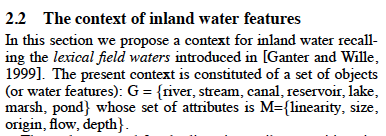 2.2 The context of inland water features
In this section we propose a context for inland water recall-
ing the lexical field waters introduced in [Ganter and Wille,
1999]. The present context is constituted of a set of objects
(or water features): G = {river, stream, canal, reservoir, lake,
marsh, pond} whose set of attributes is M={linearity, size,
origin, flow, depth}.